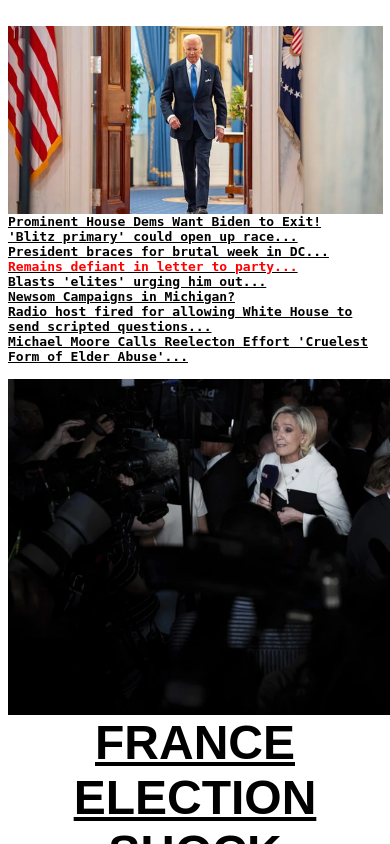 Prominent House Dems Want Biden to Exit!
'Blitz primary' could open up race...
President braces for brutal week in DC...
Remains defiant in letter to party...
Blasts 'elites' urging him out...
Newsom Campaigns in Michigan?
Radio host fired for allowing White House to
send scripted questions...
Michael Moore Calls Reelecton Effort 'Cruelest
Form of Elder Abuse'...
FRANCE
ELECTION
SHOCK